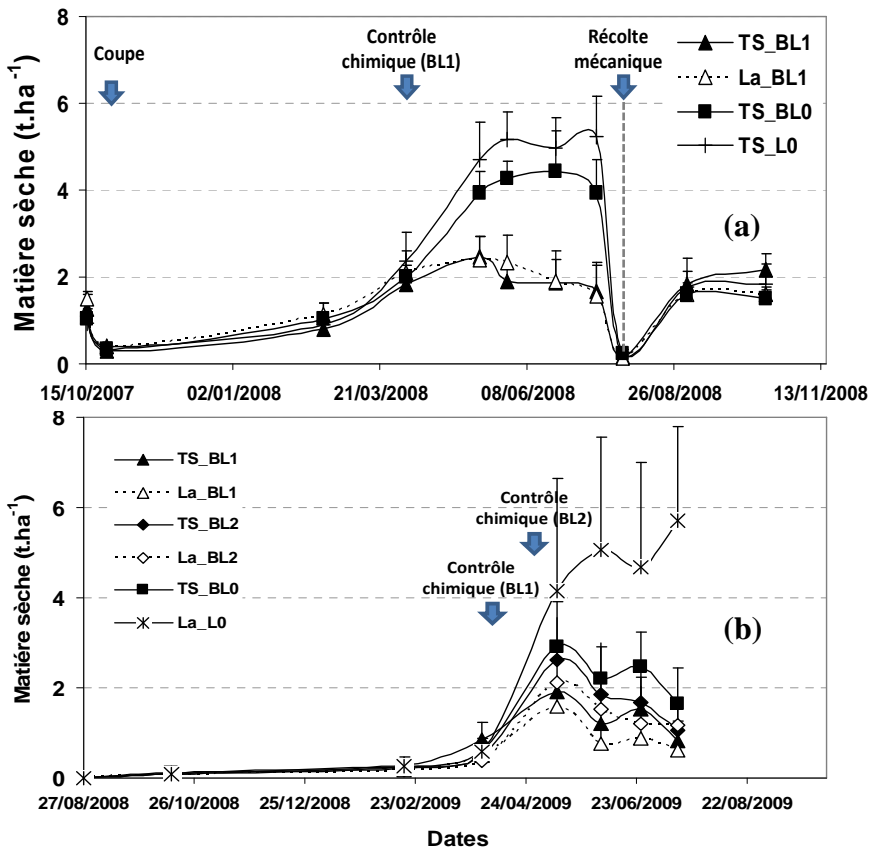 Matière sèche (t.ha-1)
8
6
4
2
0
Coupe
Contrôle
chimique (BL1)
Récolte
mécanique
TS_BL1
La_BL1
TS_BL0
TS_L0
(a)
15/10/2007 02/01/2008 21/03/2008 08/06/2008 26/08/2008 13/11/2008
Matiére sèche (t.ha-1)
8
6
4
2
0
TS_BL1
La_BL1
TS_BL2
La_BL2
TS_BL0
La_L0
Contrôle
chimique (BL2)
Contrôle
chimique (BL1)
(b)
27/08/2008 26/10/2008 25/12/2008 23/02/2009 24/04/2009 23/06/2009 22/08/2009
Dates